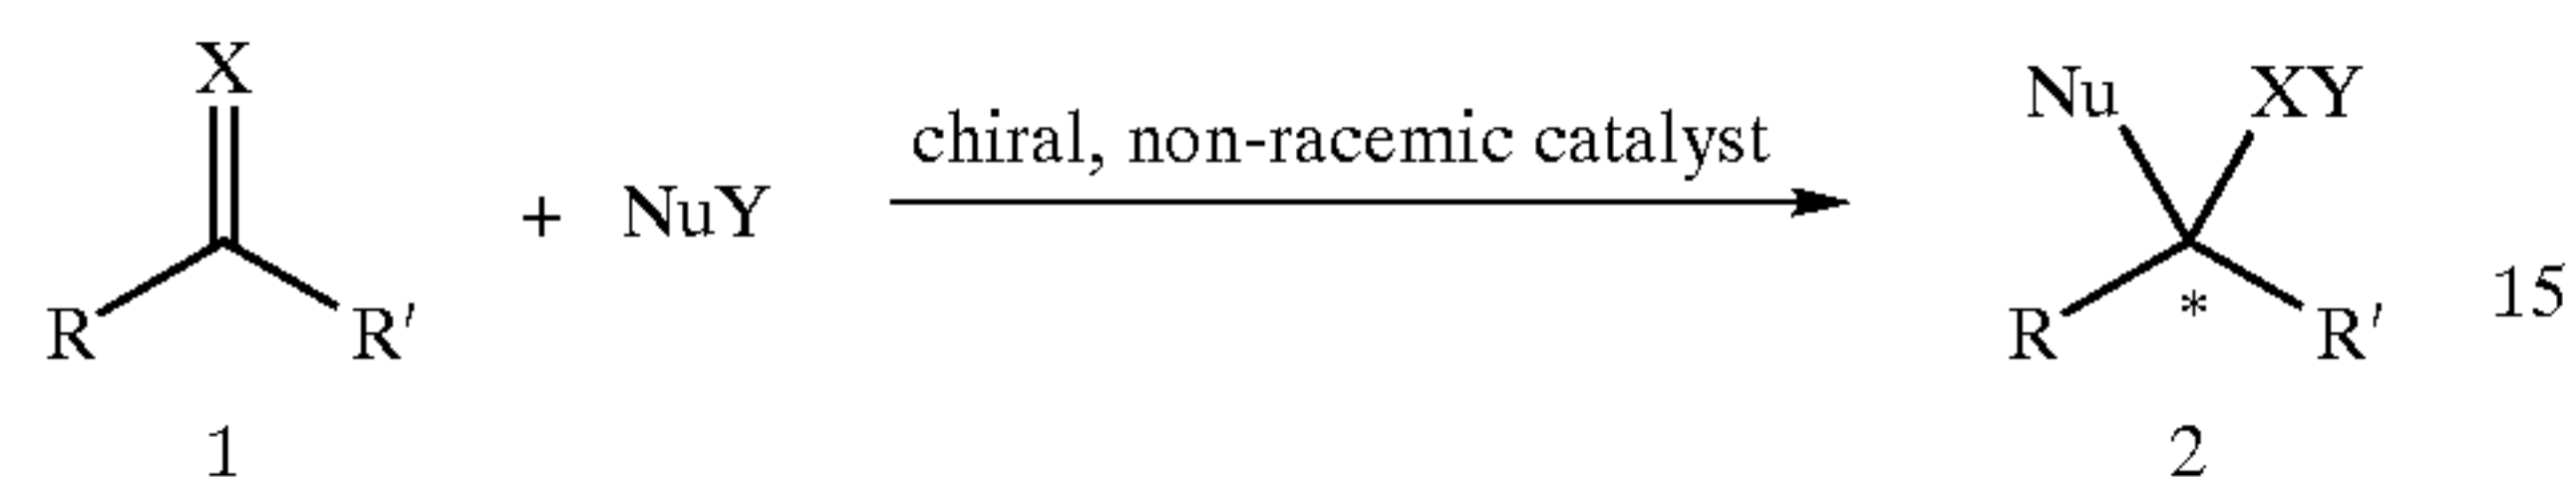 X
Nu XY
chiral, non-racemic catalyst
+ NuY
R R′ R * R′ 15
1 2